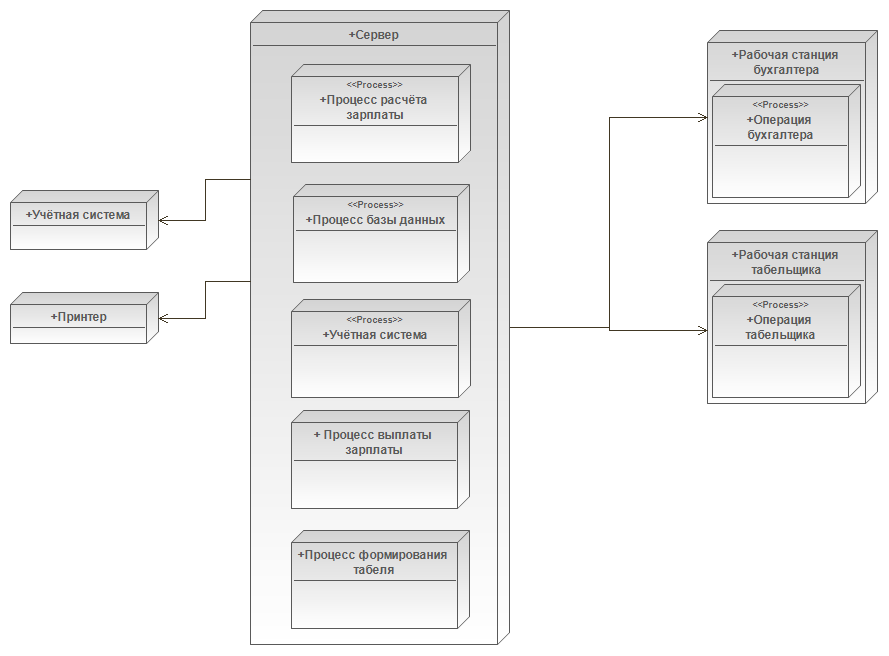 +Сервер
<<Process>>
+Процесс расчёта
зарплаты
<<Process>>
+Процесс базы данных
<<Process>>
+Учётная система
+ Процесс выплаты
зарплаты
+Процесс формирования
табеля
+Учётная система
+Принтер
+Рабочая станция
бухгалтера
<<Process>>
+Операция
бухгалтера
+Рабочая станция
табельщика
<<Process>>
+Операция
табельщика